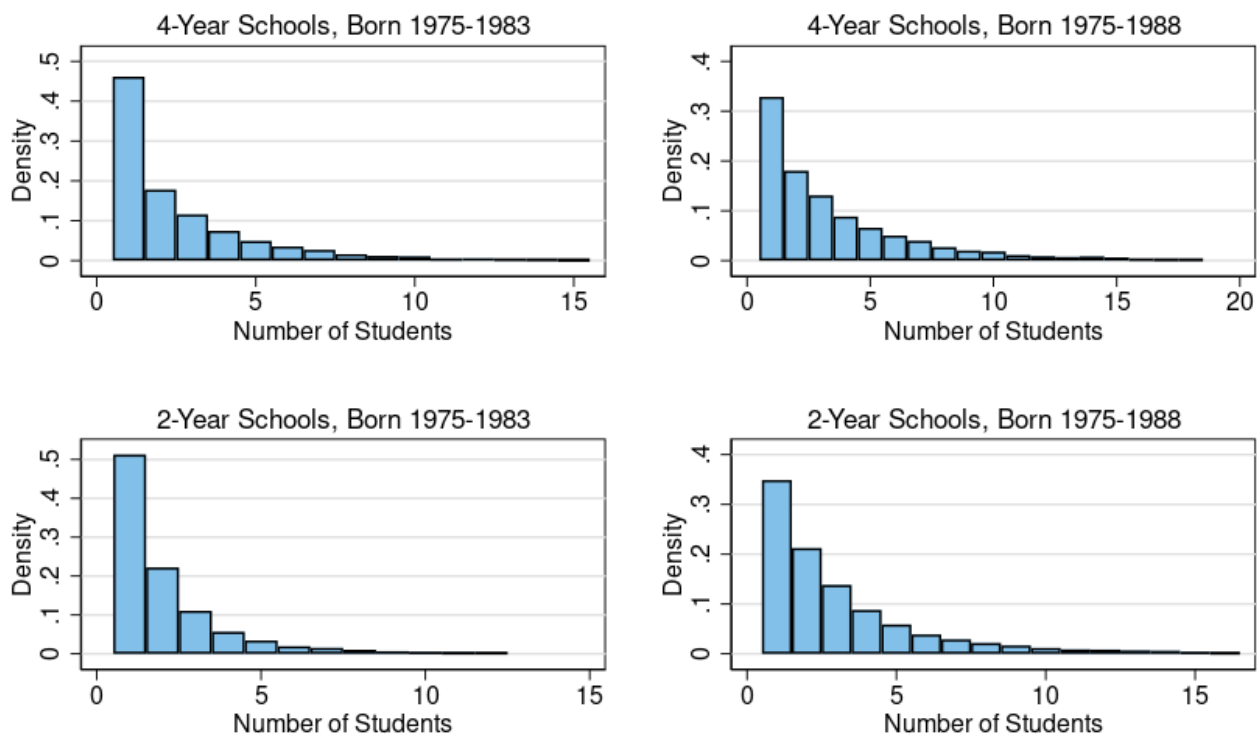 4-Year Schools, Born 1975-1983
Density
.5
.4
.3
.2
.1
0
0 5 10 15
Number of Students
4-Year Schools, Born 1975-1988
Density
.4
.3
.2
.1
0
0 5 10 15 20
Number of Students
2-Year Schools, Born 1975-1983
Density
.5
.4
.3
.2
.1
0
0 5 10 15
Number of Students
2-Year Schools, Born 1975-1988
Density
.4
.3
.2
.1
0
0 5 10 15
Number of Students